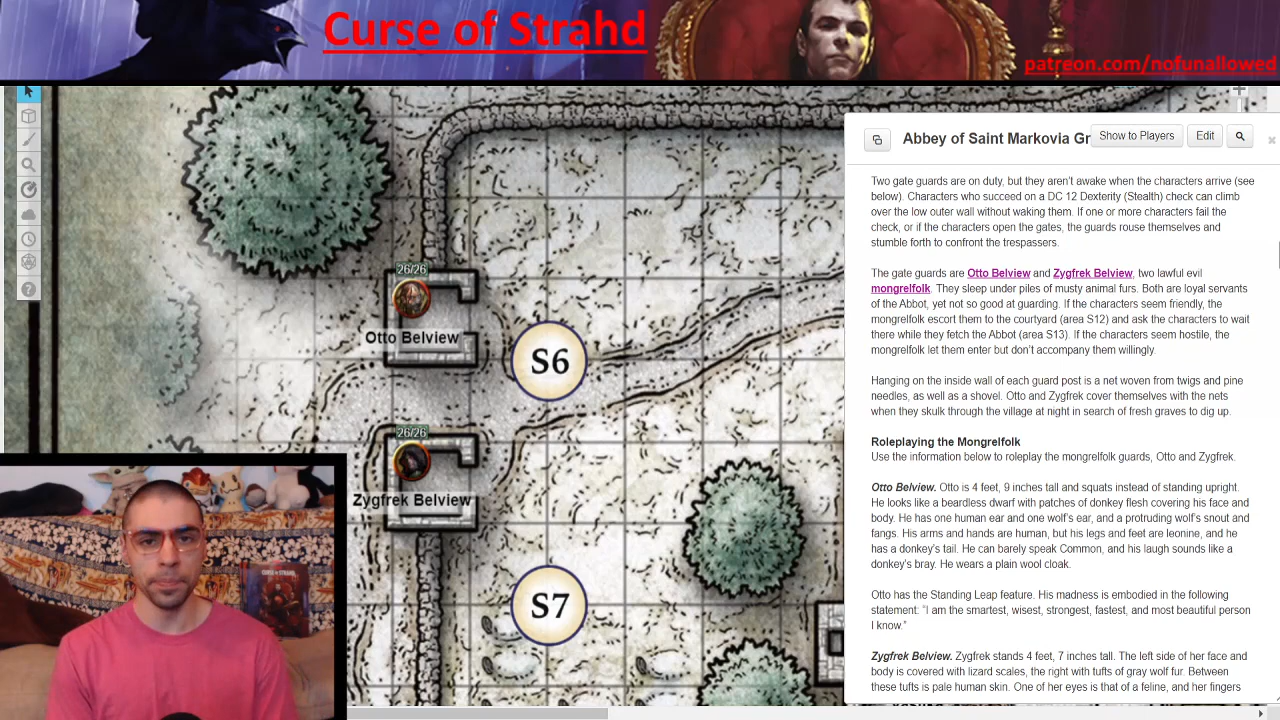 Curse of Strahd
patreon.com/nofunallowed
Abbey of Saint Markovia Gr
Show to Players
Edit
Two gate guards are on duty, but they aren't awake when the characters arrive (see
below). Characters who succeed on a DC 12 Dexterity (Stealth) check can climb
over the low outer wall without waking them. If one or more characters fail the
check, or if the characters open the gates, the guards rouse themselves and
stumble forth to confront the trespassers.
The gate guards are Otto Belview and Zygfrek Belview, two lawful evil
mongrelfolk. They sleep under piles of musty animal furs. Both are loyal servants
of the Abbot, yet not so good at guarding. If the characters seem friendly, the
mongrelfolk escort them to the courtyard (area S12) and ask the characters to wait
there while they fetch the Abbot (area S13). If the characters seem hostile, the
mongrelfolk let them enter but don't accompany them willingly
Hanging on the inside wall of each guard post is a net woven from twigs and pine
needles, as well as a shovel. Otto and Zygfrek cover themselves with the nets
when they skulk through the village at night in search of fresh graves to dig up.
Roleplaying the Mongrelfolk
Use the information below to roleplay the mongrelfolk guards, Otto and Zygfrek.
Otto Belview. Otto is 4 feet, 9 inches tall and squats instead of standing upright.
He looks like a beardless dwarf with patches of donkey flesh covering his face and
body. He has one human ear and one wolf's ear, and a protruding wolf's snout and
fangs. His arms and hands are human, but his legs and feet are leonine, and he
has a donkey's tail. He can barely speak Common, and his laugh sounds like a
donkey's bray. He wears a plain wool cloak.
Otto has the Standing Leap feature. His madness is embodied in the following
statement: "I am the smartest, wisest, strongest, fastest, and most beautiful person
I know."
Zygfrek Belview. Zygfrek stands 4 feet, 7 inches tall. The left side of her face and
body is covered with lizard scales, the right with tufts of gray wolf fur. Between
these tufts is pale human skin. One of her eyes is that of a feline, and her fingers
26/26
Otto Belview
S6
26/26
Zygfrek Belview
S7
CURSE OF STRAHD